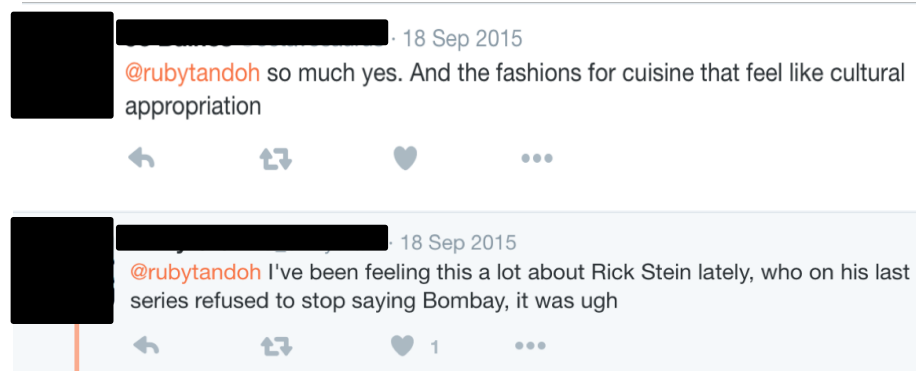 · 18 Sep 2015
@rubytandoh so much yes. And the fashions for cuisine that feel like cultural
appropriation
· 18 Sep 2015
@rubytandoh I've been feeling this a lot about Rick Stein lately, who on his last
series refused to stop saying Bombay, it was ugh
1